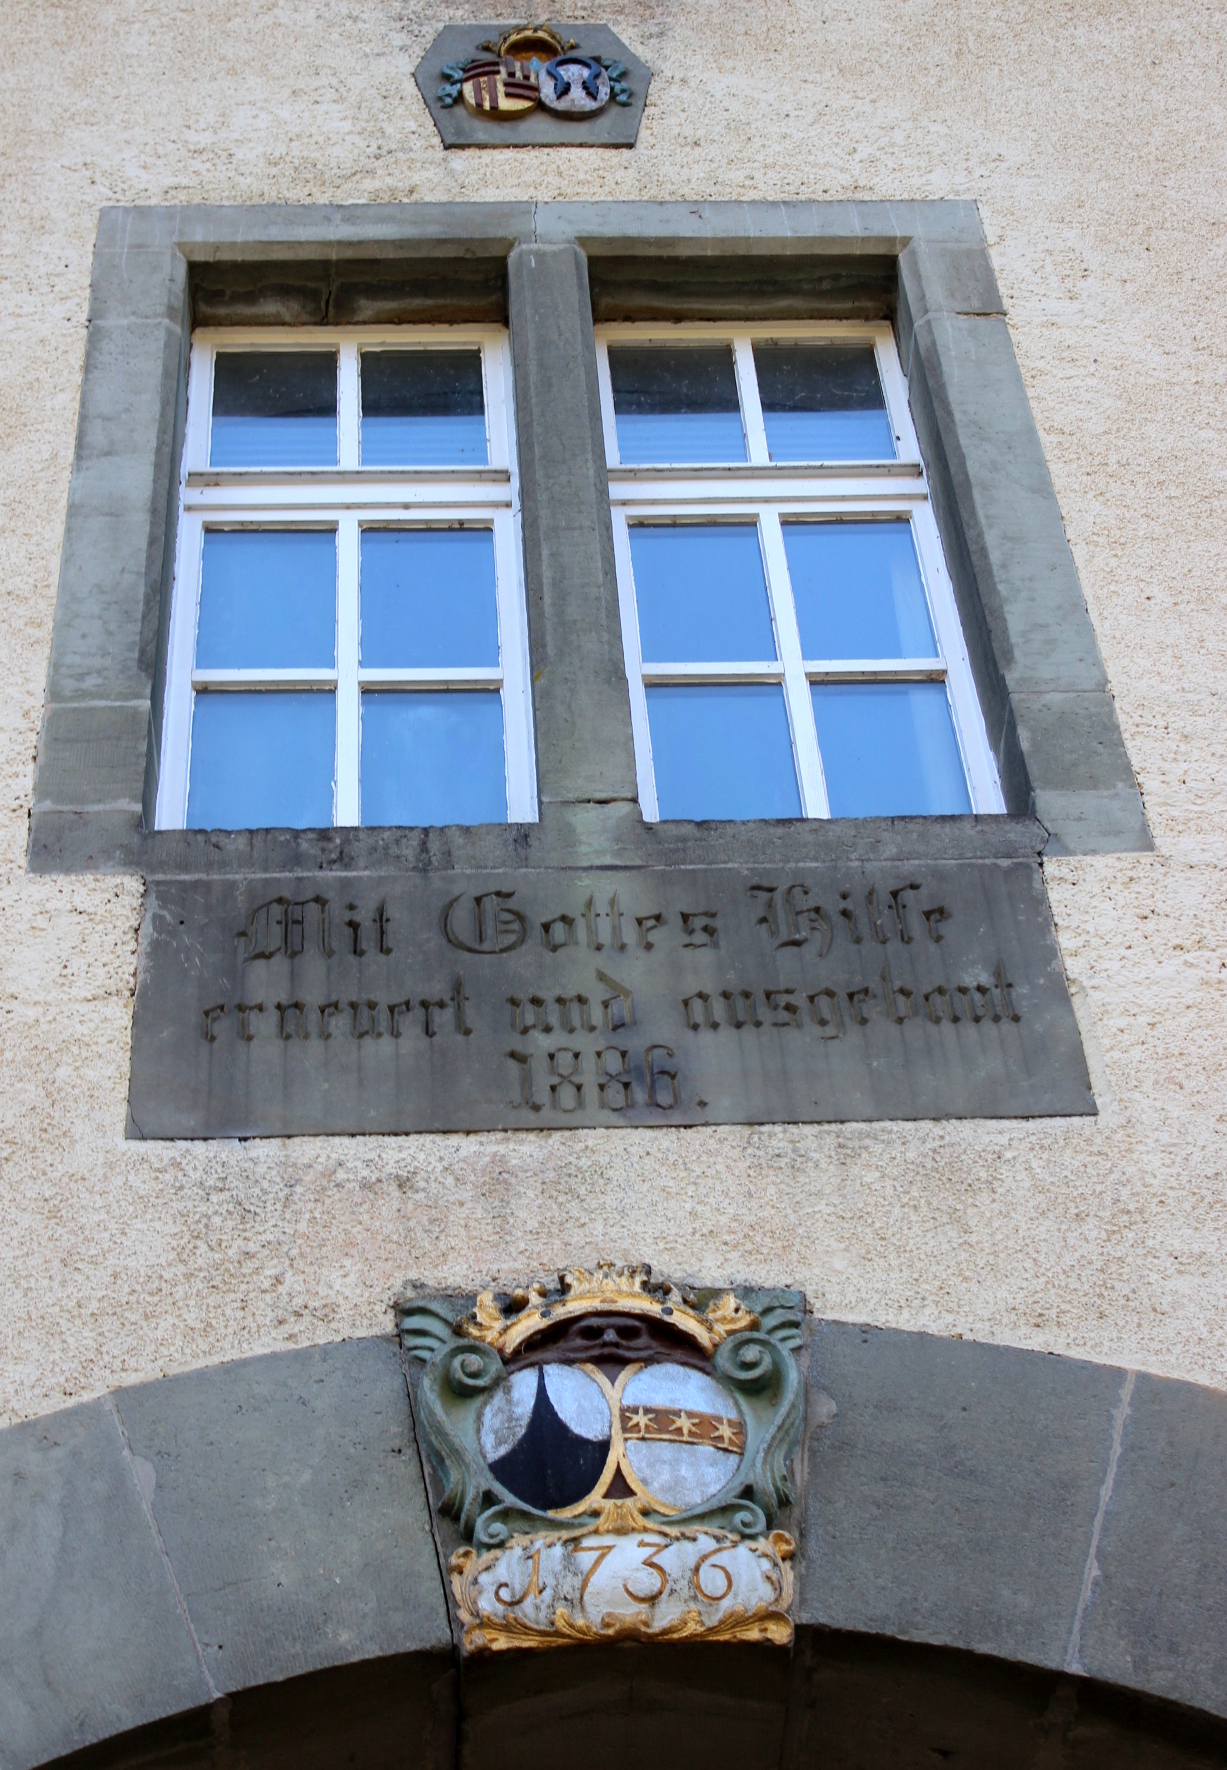 Mit Gottes Hilfe
erneuert und ausgebaut
1886.
1736